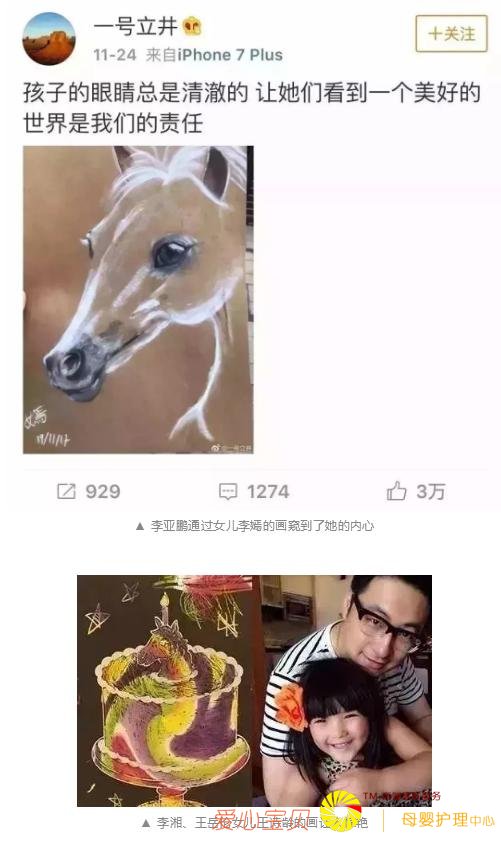 一号立井
11-24 来自iPhone 7 Plus
+关注
孩子的眼睛总是清澈的 让她们看到一个美好的
世界是我们的责任
17/11/17
@一号立井
929 1274 3万
▲ 李亚鹏通过女儿李嫣的画窥到了她的内心
▲ 李湘、王岳伦女儿王诗龄的画
爱心宝贝
TM
母婴护理中心